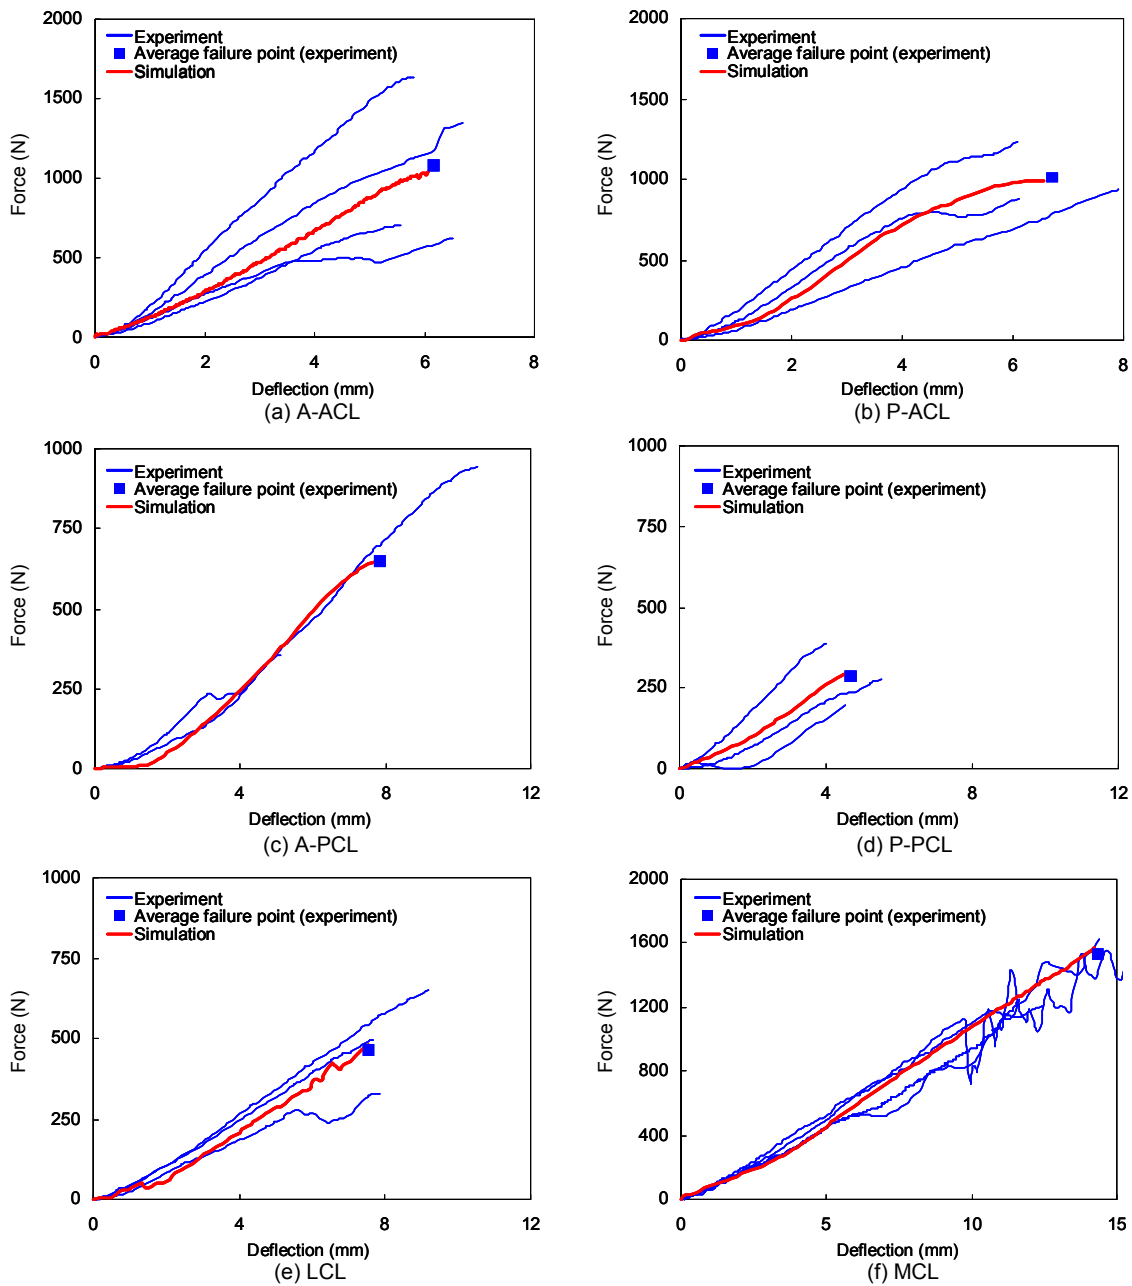 2000
1500
1000
500
0
Force (N)
Experiment
Average failure point (experiment)
Simulation
0 2 4 6 8
Deflection (mm)
(a) A-ACL
2000
1500
1000
500
0
Force (N)
Experiment
Average failure point (experiment)
Simulation
0 2 4 6 8
Deflection (mm)
(b) P-ACL
1000
750
500
250
0
Force (N)
Experiment
Average failure point (experiment)
Simulation
0 4 8 12
Deflection (mm)
(c) A-PCL
1000
750
500
250
0
Force (N)
Experiment
Average failure point (experiment)
Simulation
0 4 8 12
Deflection (mm)
(d) P-PCL
1000
750
500
250
0
Force (N)
Experiment
Average failure point (experiment)
Simulation
0 4 8 12
Deflection (mm)
(e) LCL
2000
1600
1200
800
400
0
Force (N)
Experiment
Average failure point (experiment)
Simulation
0 5 10 15
Deflection (mm)
(f) MCL